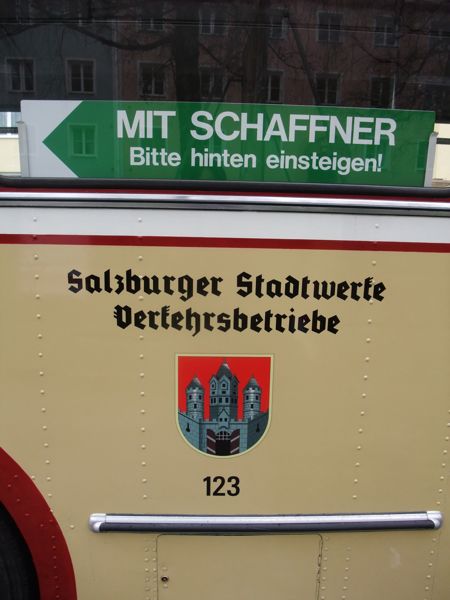 MIT SCHAFFNER
Bitte hinten einsteigen!
Salzburger Stadtwerke
Verkehrsbetriebe
123